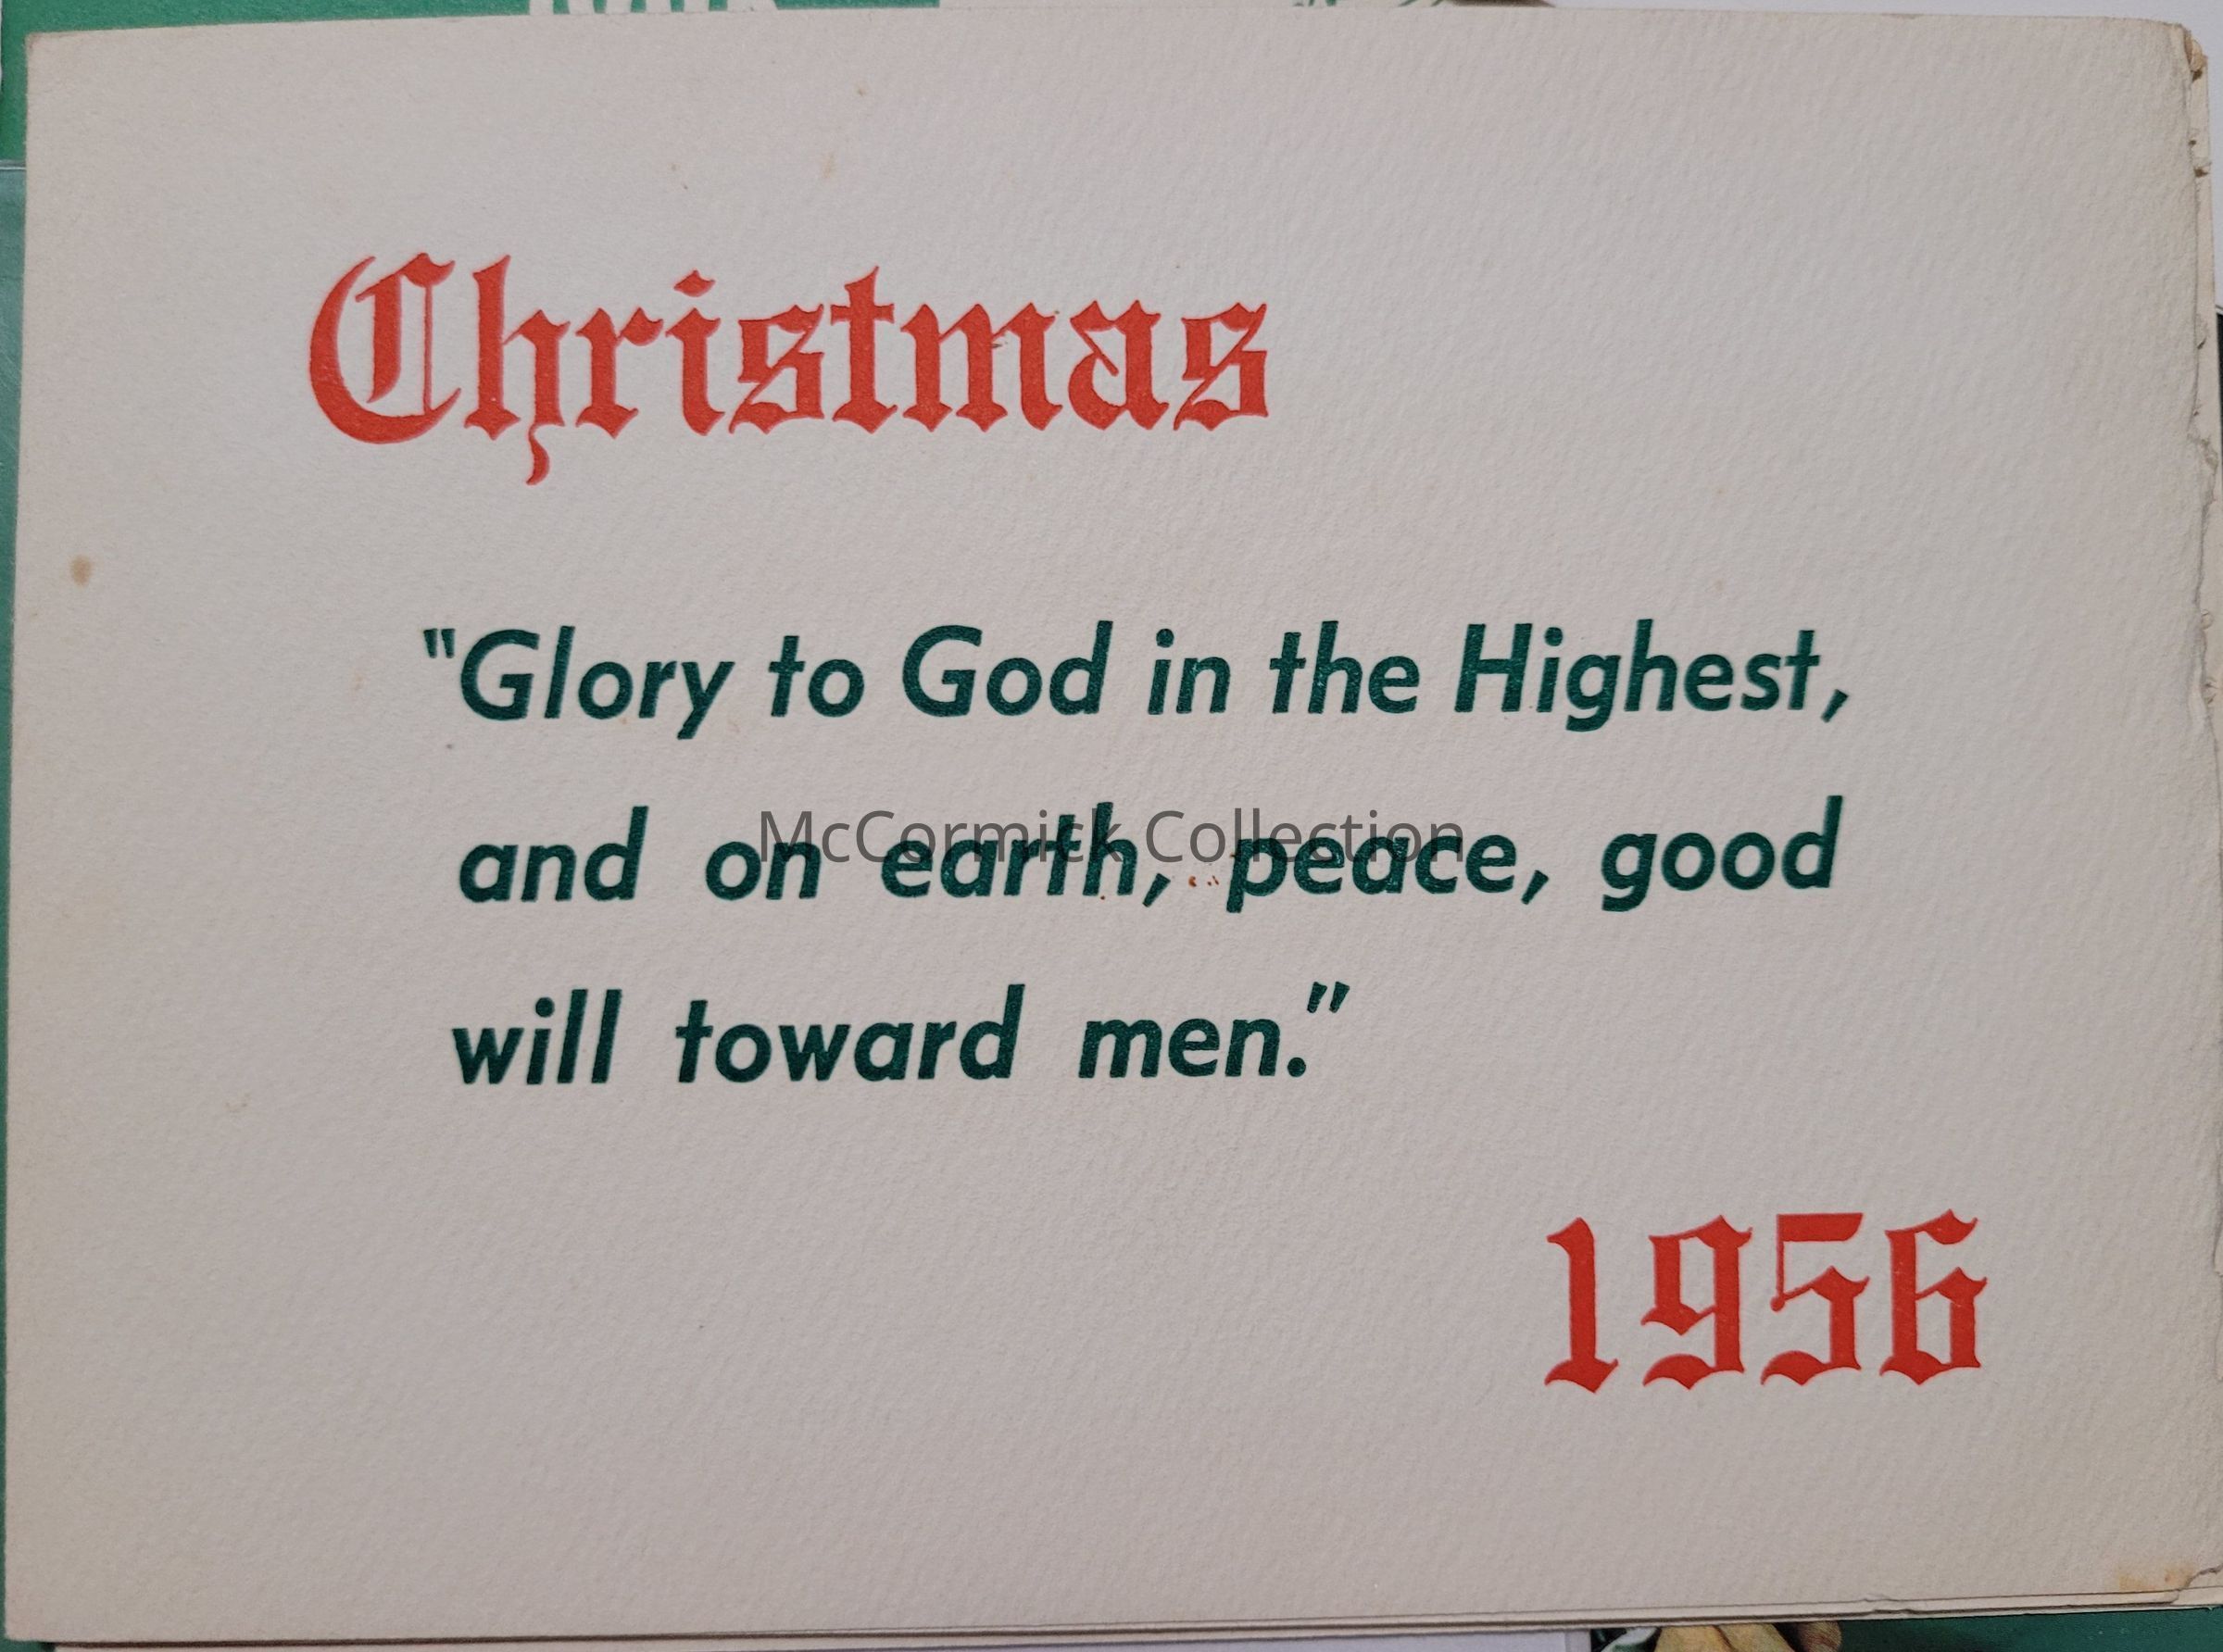 Christmas
"Glory to God in the Highest,
and on earth, peace, good
McCormick Collection
will toward men."
1956